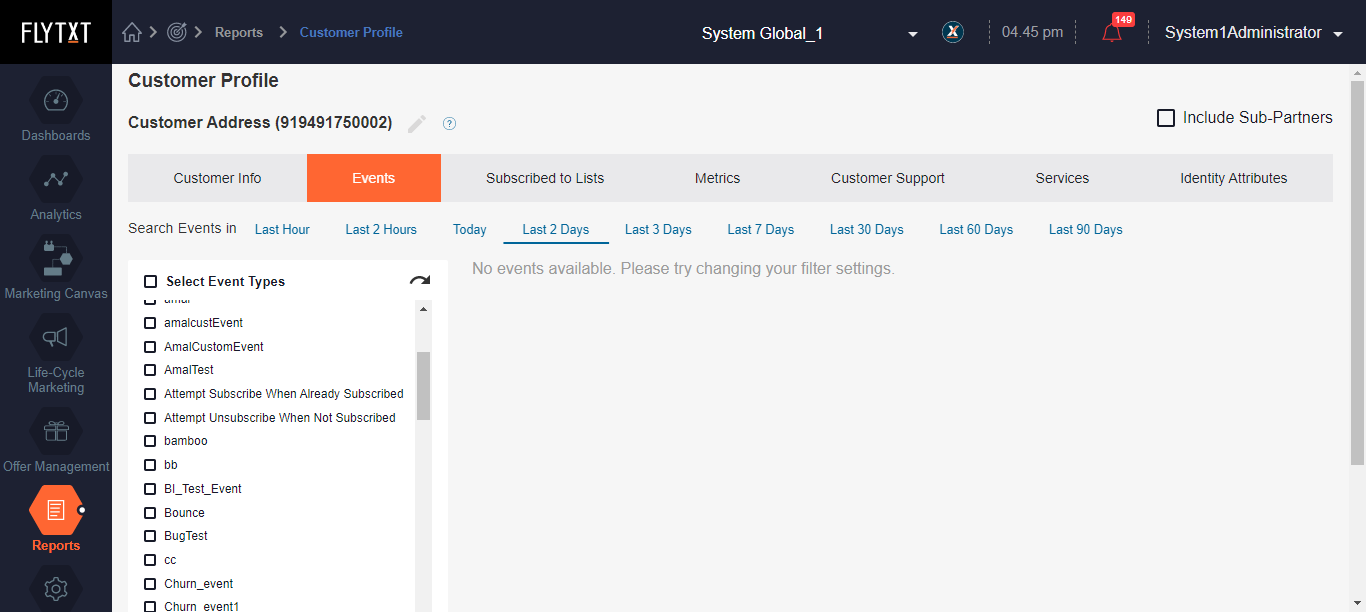 FLYTXT
Reports
Customer Profile
System Global_1
X
04.45 pm
149
System1Administrator
Dashboards
Analytics
Marketing Canvas
Life-Cycle
Marketing
Offer Management
Reports
Customer Profile
Customer Address (919491750002)
?
Include Sub-Partners
Customer Info
Events
Subscribed to Lists
Metrics
Customer Support
Services
Identity Attributes
Search Events in
Last Hour
Last 2 Hours
Today
Last 2 Days
Last 3 Days
Last 7 Days
Last 30 Days
Last 60 Days
Last 90 Days
Select Event Types
amal
amalcustEvent
AmalCustomEvent
AmalTest
Attempt Subscribe When Already Subscribed
Attempt Unsubscribe When Not Subscribed
bamboo
bb
BI_Test_Event
Bounce
BugTest
cc
Churn_event
Churn_event1
No events available. Please try changing your filter settings.